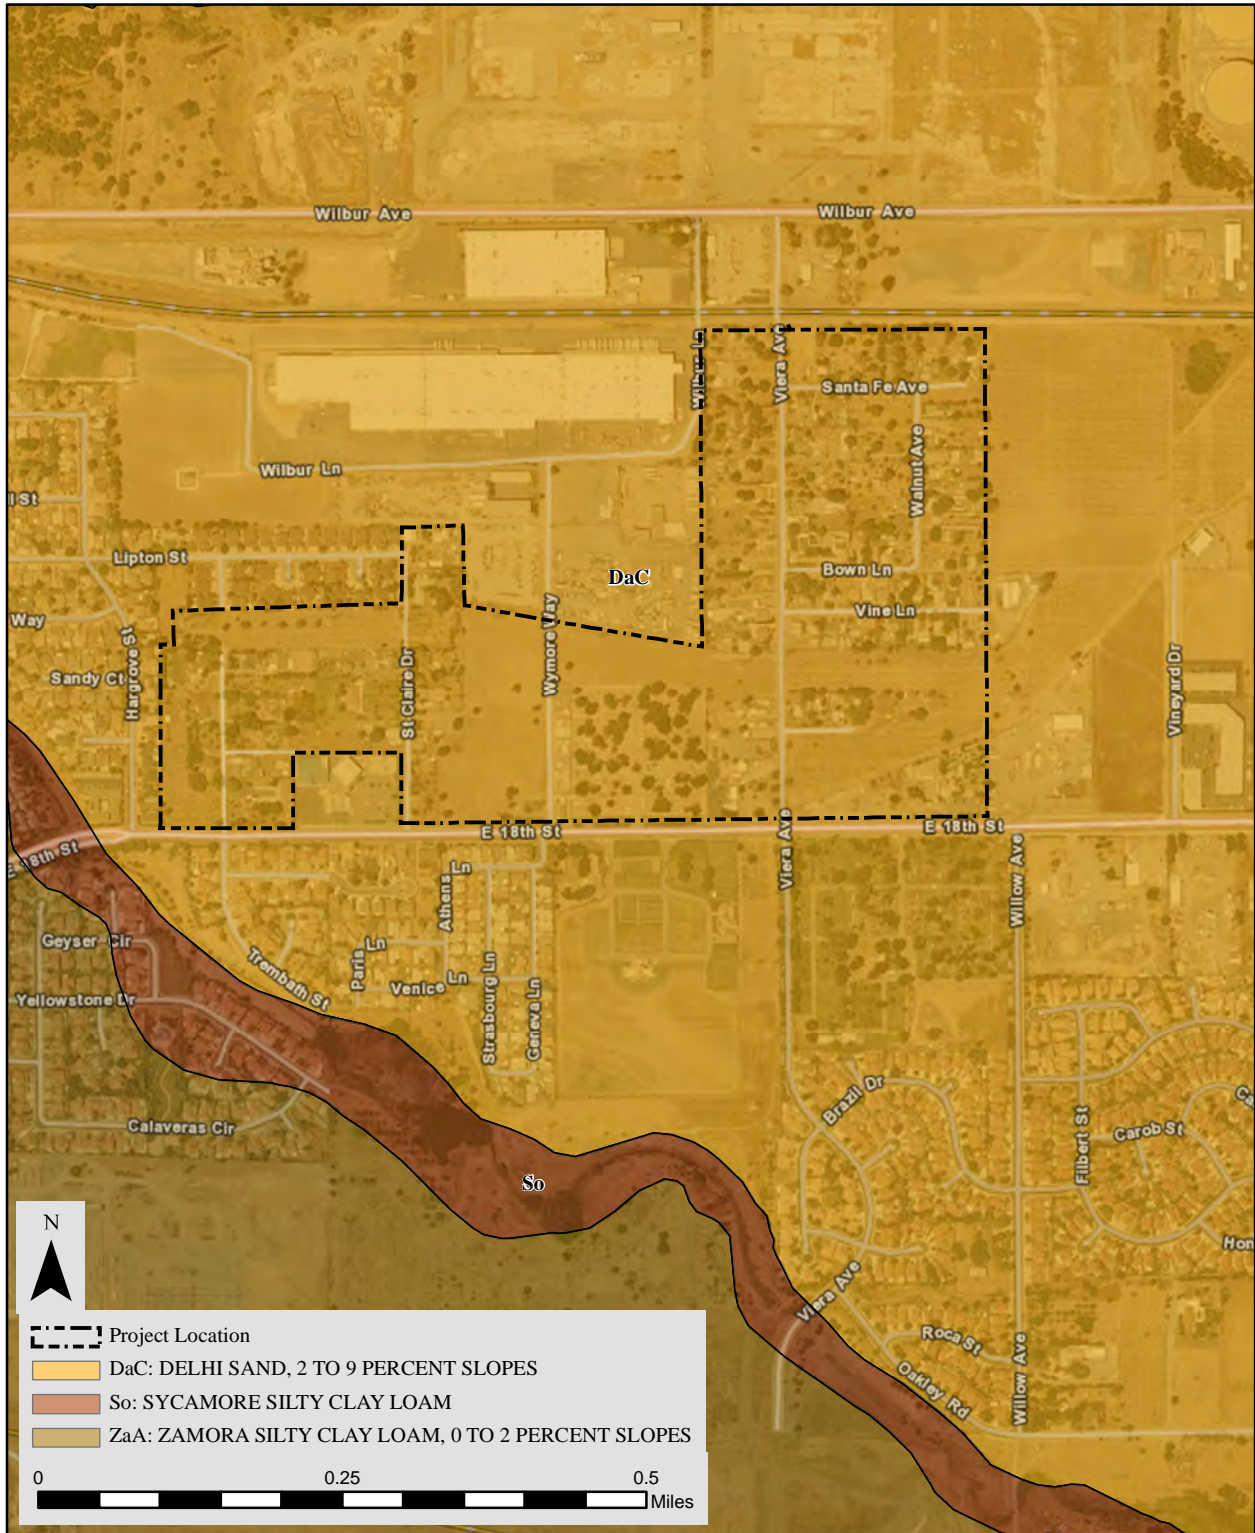 Wilbur Ave
Wilbur Ave
Wilbur Ln
Viera Ave
Santa Fe Ave
Walnut Ave
Wilbur Ln
l St
Lipton St
DaC
Bown Ln
Vine Ln
Way
Hargrove St
Sandy Ct
St Claire Dr
Wymore Way
Vineyard Dr
E 18th St
E 18th St
E 18th St
Viera Ave
Willow Ave
Athens Ln
Geyser Cir
Paris Ln
Venice Ln
Strasbourg Ln
Geneva Ln
Trembath St
Yellowstone Dr
Calaveras Cir
Brazil Dr
Filbert St
Carob St
Ca
So
Hon
Viera Ave
Roca St
Oakley Rd
Willow Ave
N
Project Location
DaC: DELHI SAND, 2 TO 9 PERCENT SLOPES
So: SYCAMORE SILTY CLAY LOAM
ZaA: ZAMORA SILTY CLAY LOAM, 0 TO 2 PERCENT SLOPES
0 0.25 0.5
Miles